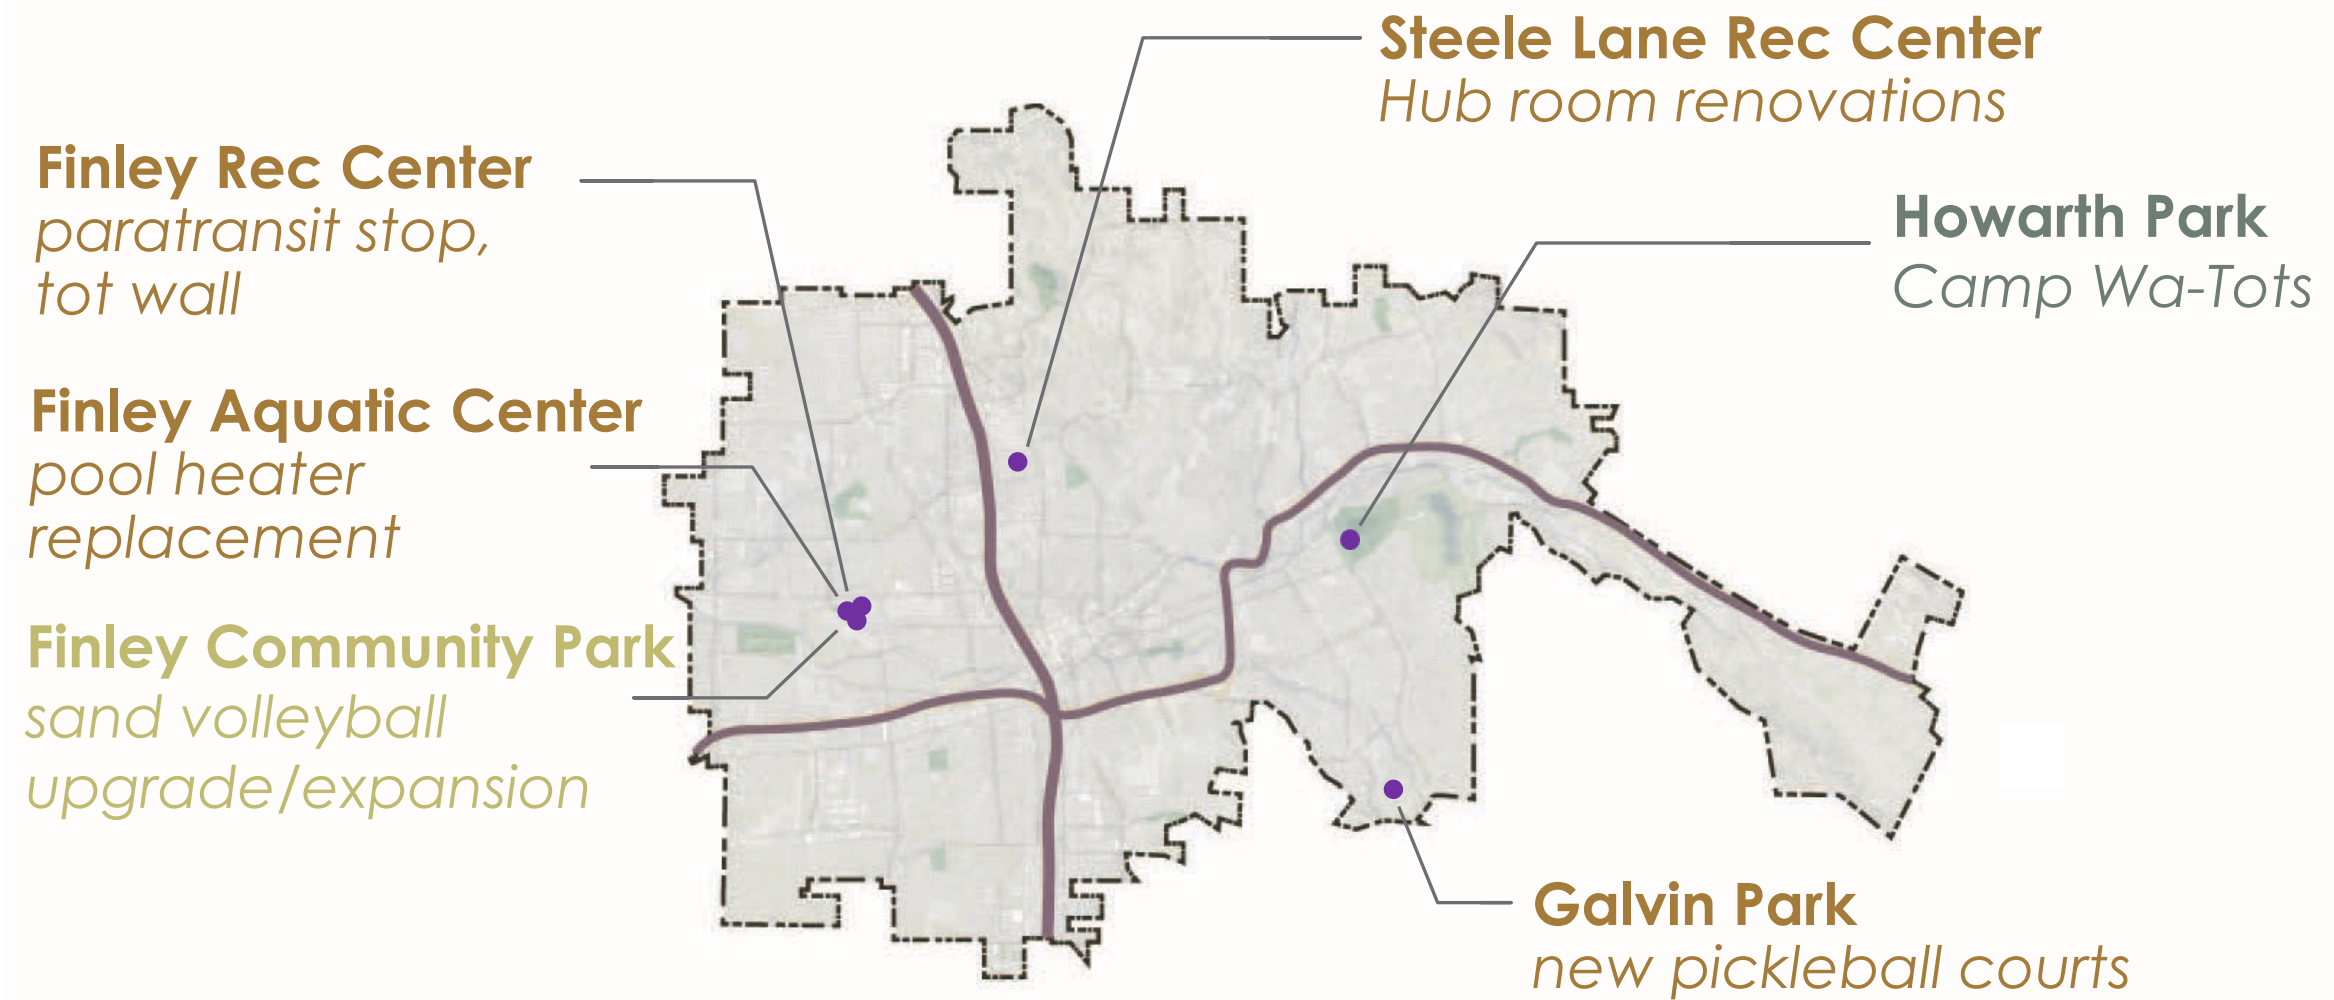 Steele Lane Rec Center
Hub room renovations
Finley Rec Center
paratransit stop,
tot wall
Howarth Park
Camp Wa-Tots
Finley Aquatic Center
pool heater
replacement
Finley Community Park
sand volleyball
upgrade/expansion
Galvin Park
new pickleball courts